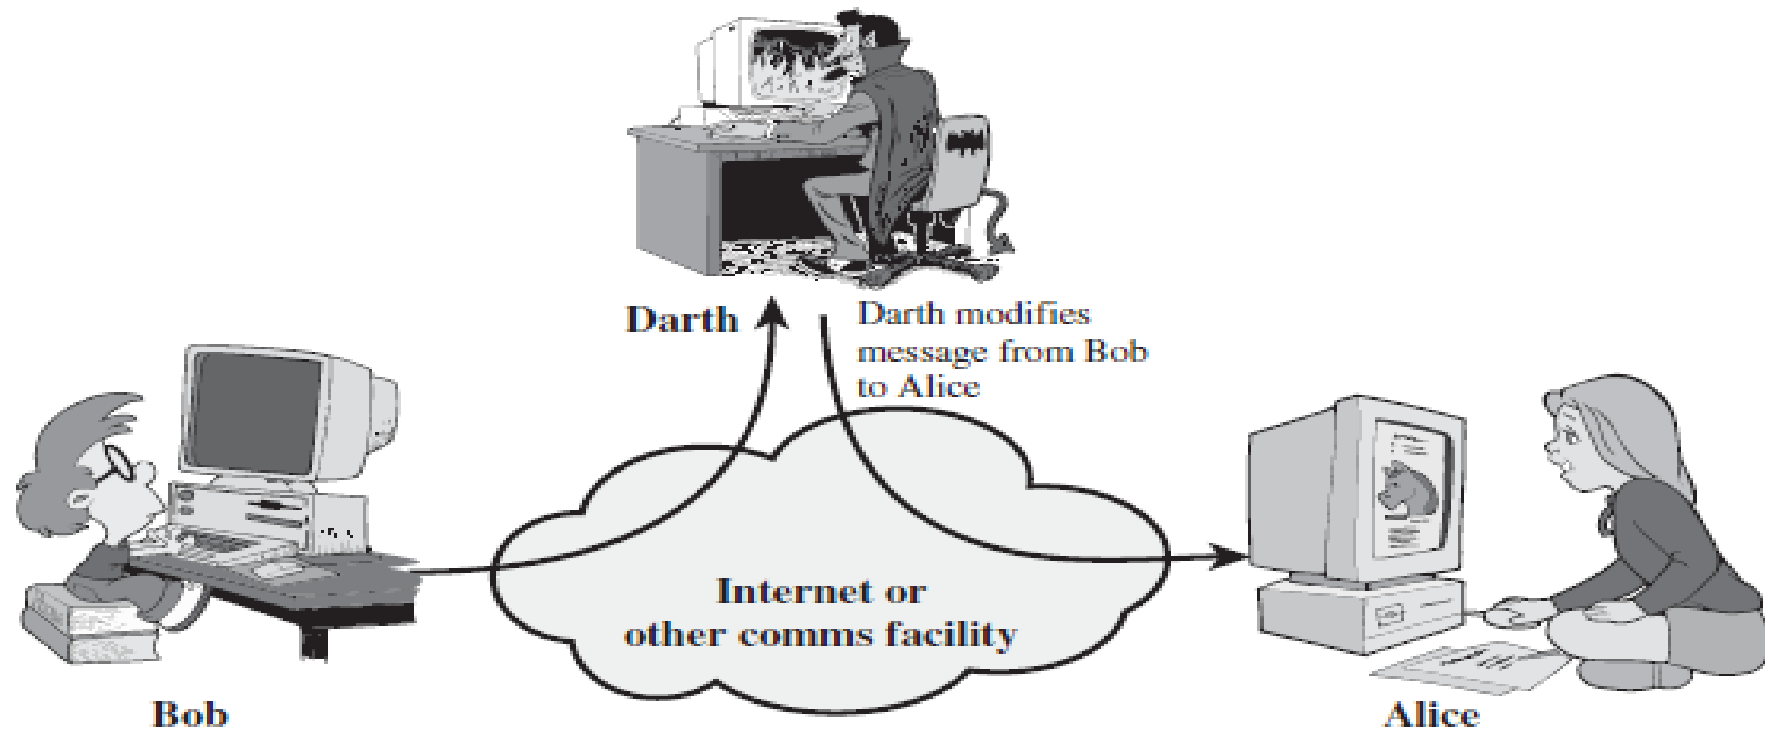 Darth
Darth modifies
message from Bob
to Alice
Internet or
other comms facility
Bob
Alice